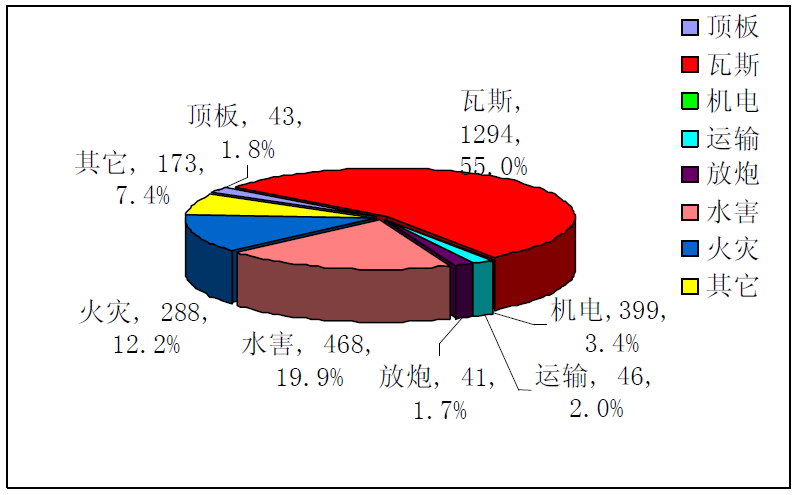 顶板, 43,
1.8%
瓦斯,
1294,
55.0%
其它, 173,
7.4%
火灾, 288,
12.2%
水害, 468,
19.9%
放炮, 41,
1.7%
运输, 46,
2.0%
机电,399,
3.4%
顶板
瓦斯
机电
运输
放炮
水害
火灾
其它